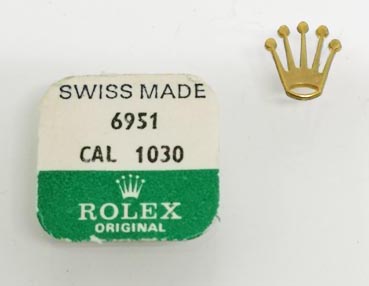 SWISS MADE
6951
CAL 1030
ROLEX
ORIGINAL